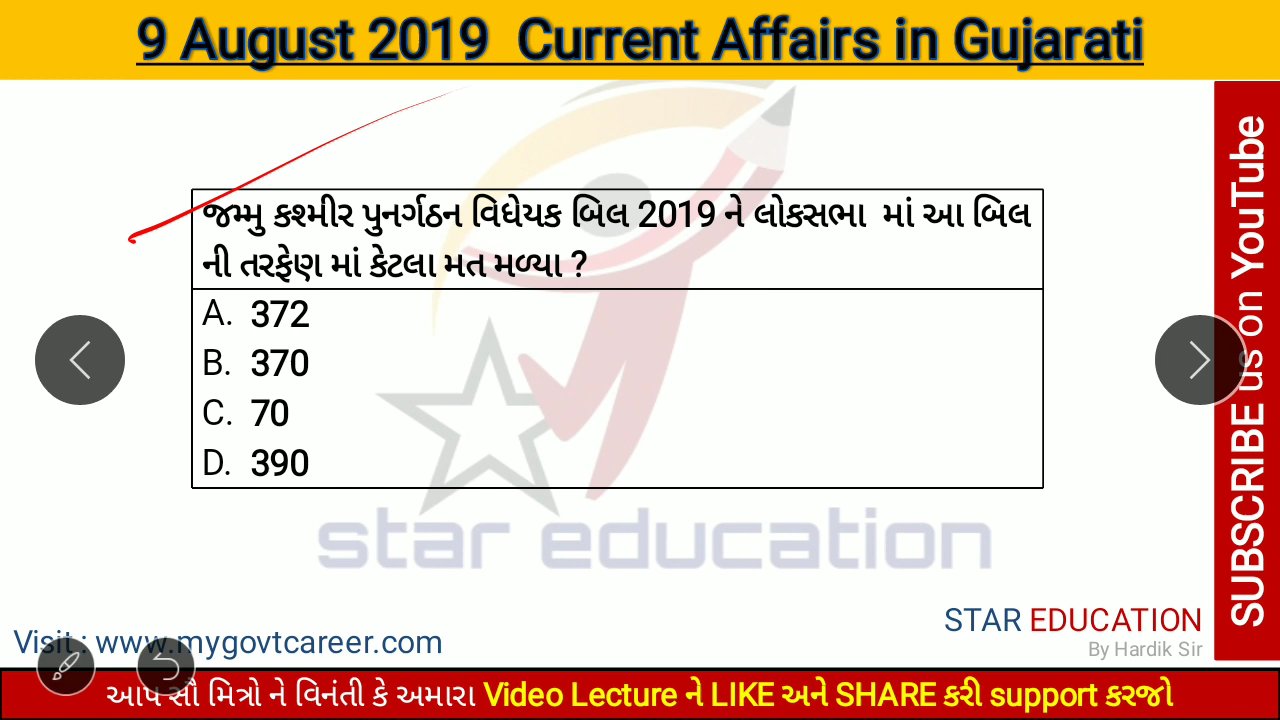 9 August 2019 Current Affairs in Gujarati
જમ્મુ કશ્મીર પુનર્ગઠન વિધેયક બિલ 2019 ને લોકસભા માં આ બિલ
ની તરફેણ માં કેટલા મત મળ્યા ?
A. 372
B. 370
C. 70
D. 390
star education
SUBSCRIBE us on YouTube
STAR EDUCATION
By Hardik Sir
Visit : www.mygovtcareer.com
આપ સૌ મિત્રો ને વિનંતી કે અમારા Video Lecture ને LIKE અને SHARE કરી support કરજો